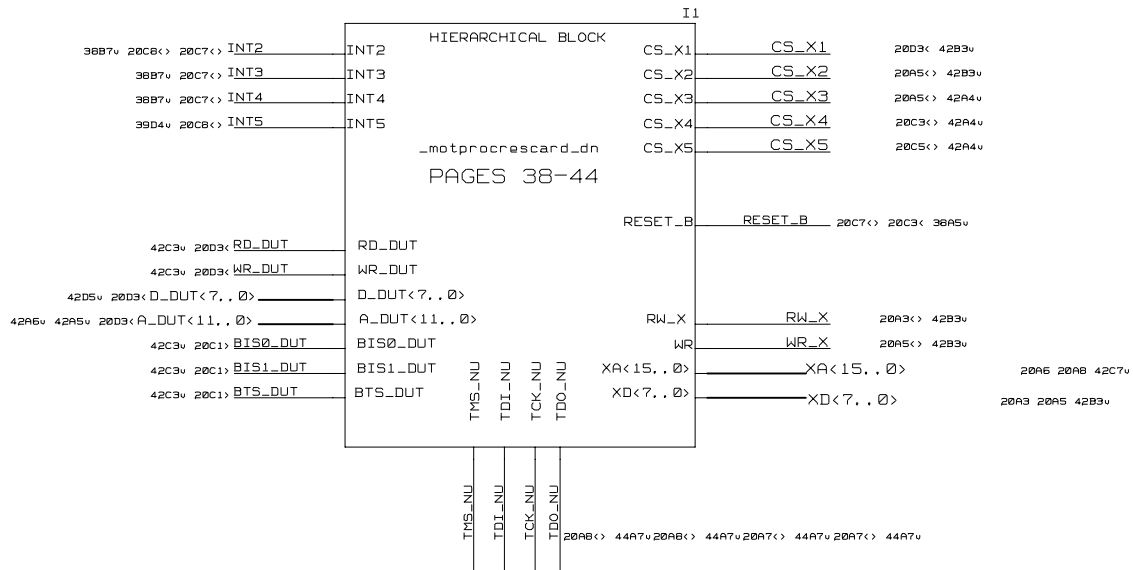 I1
HIERARCHICAL BLOCK
38B7v 20C8<> 20C7<> INT2 INT2 CS_X1 CS_X1 20D3< 42B3v
38B7v 20C7<> INT3 INT3 CS_X2 CS_X2 20A5<> 42B3v
38B7v 20C7<> INT4 INT4 CS_X3 CS_X3 20A5<> 42A4v
39D4v 20C8<> INT5 INT5 CS_X4 CS_X4 20C3<> 42A4v
_motprocrescard_dn CS_X5 CS_X5 20C5<> 42A4v
PAGES 38-44
RESET_B RESET_B 20C7<> 20C3< 38A5v
42C3v 20D3< RD_DUT RD_DUT
42C3v 20D3< WR_DUT WR_DUT
42D5v 20D3< D_DUT<7..0> D_DUT<7..0>
42A6v 42A5v 20D3< A_DUT<11..0> A_DUT<11..0> RW_X RW_X 20A3<> 42B3v
42C3v 20C1> BIS0_DUT BIS0_DUT WR WR_X 20A5<> 42B3v
42C3v 20C1> BIS1_DUT BIS1_DUT XA<15..0> XA<15..0> 20A6 20A8 42C7v
42C3v 20C1> BTS_DUT BTS_DUT XD<7..0> XD<7..0> 20A3 20A5 42B3v
TMS_NU TDI_NU TCK_NU TDO_NU
TMS_NU TDI_NU TCK_NU TDO_NU
20A8<> 44A7v 20A8<> 44A7v 20A7<> 44A7v 20A7<> 44A7v